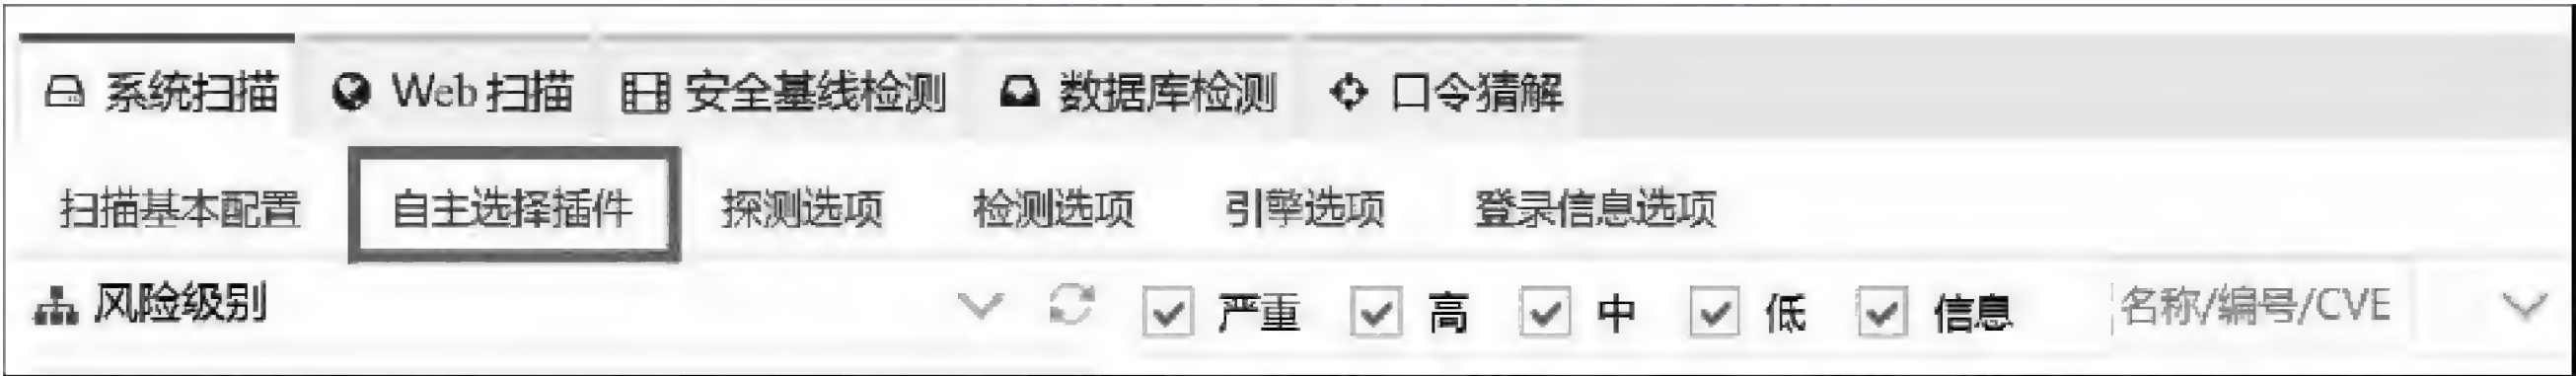 系统扫描 Web 扫描 安全基线检测 数据库检测 口令猜解
扫描基本配置 自主选择插件 探测选项 检测选项 引擎选项 登录信息选项
风险级别 严重 高 中 低 信息 名称/编号/CVE